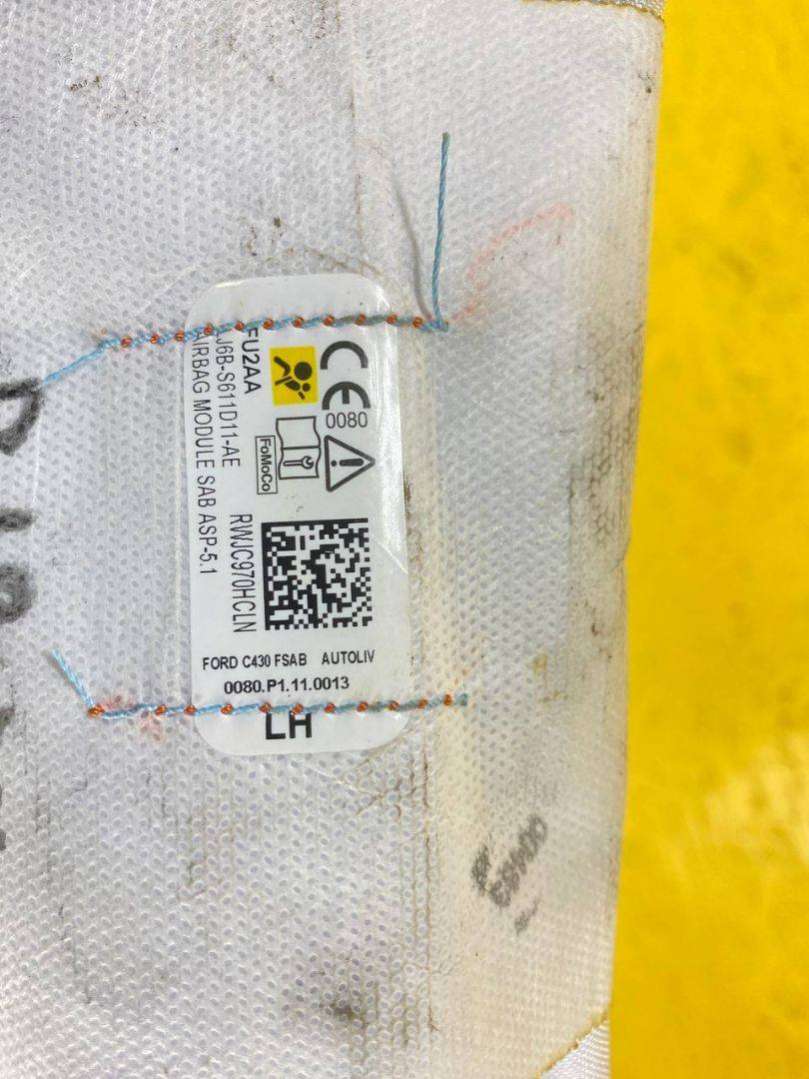 CE
0080
FoMoCo
FU2AA
J6B-S611D11-AE
AIRBAG MODULE SAB ASP-5.1
RWJC970HCLN
FORD C430 FSAB AUTOLIV
0080.P1.11.0013
LH